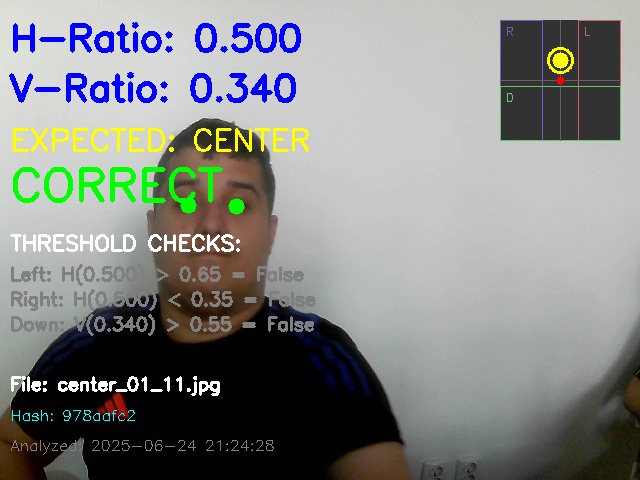 H-Ratio: 0.500
V-Ratio: 0.340
EXPECTED: CENTER
CORRECT
THRESHOLD CHECKS:
Left: H(0.500) > 0.65 = False
Right: H(0.500) < 0.35 = False
Down: V(0.340) > 0.55 = False
File: center_01_11.jpg
Hash: 978aafc2
Analyzed: 2025-06-24 21:24:28
R
L
D